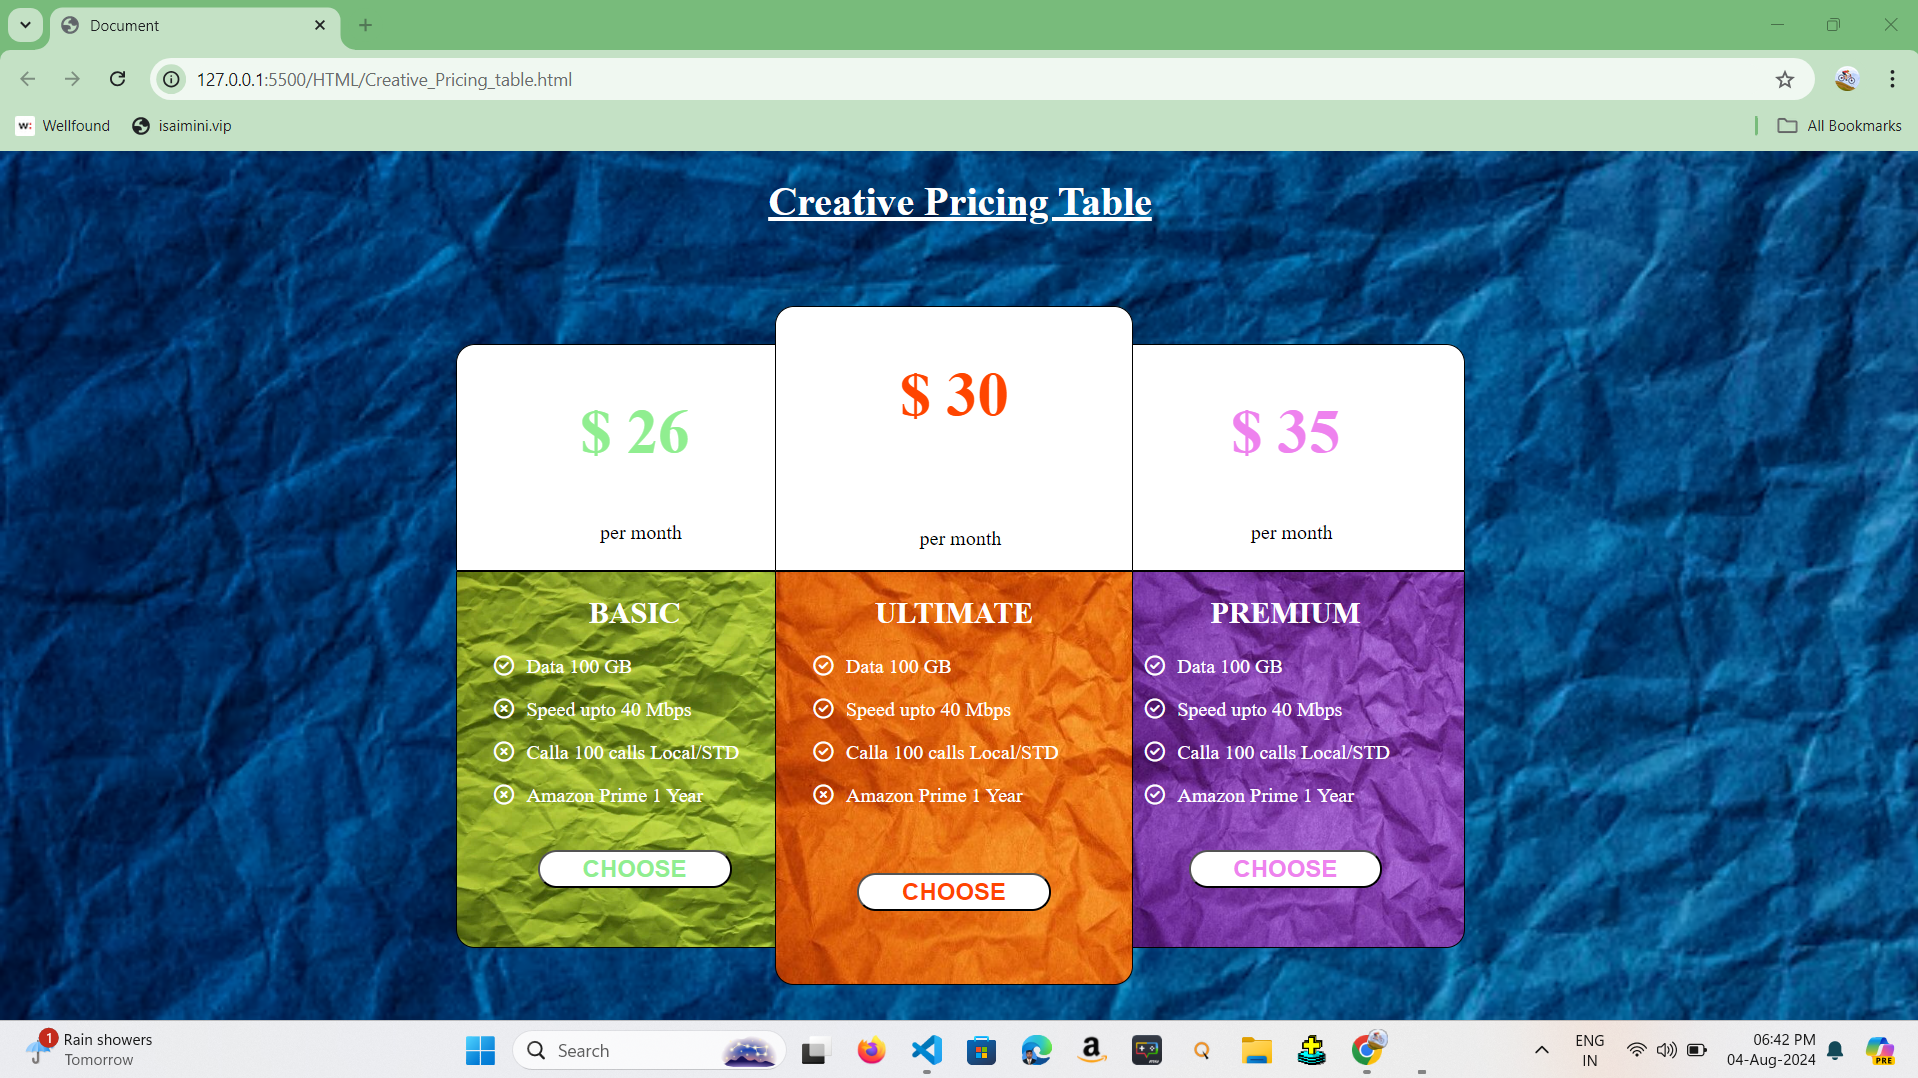 Document
127.0.0.1:5500/HTML/Creative_Pricing_table.html
w: Wellfound
isaimini.vip
All Bookmarks
Creative Pricing Table
$ 26
per month
BASIC
Data 100 GB
Speed upto 40 Mbps
Calla 100 calls Local/STD
Amazon Prime 1 Year
CHOOSE
$ 30
per month
ULTIMATE
Data 100 GB
Speed upto 40 Mbps
Calla 100 calls Local/STD
Amazon Prime 1 Year
CHOOSE
$ 35
per month
PREMIUM
Data 100 GB
Speed upto 40 Mbps
Calla 100 calls Local/STD
Amazon Prime 1 Year
CHOOSE
1
Rain showers
Tomorrow
Search
ENG
IN
06:42 PM
04-Aug-2024
PRE